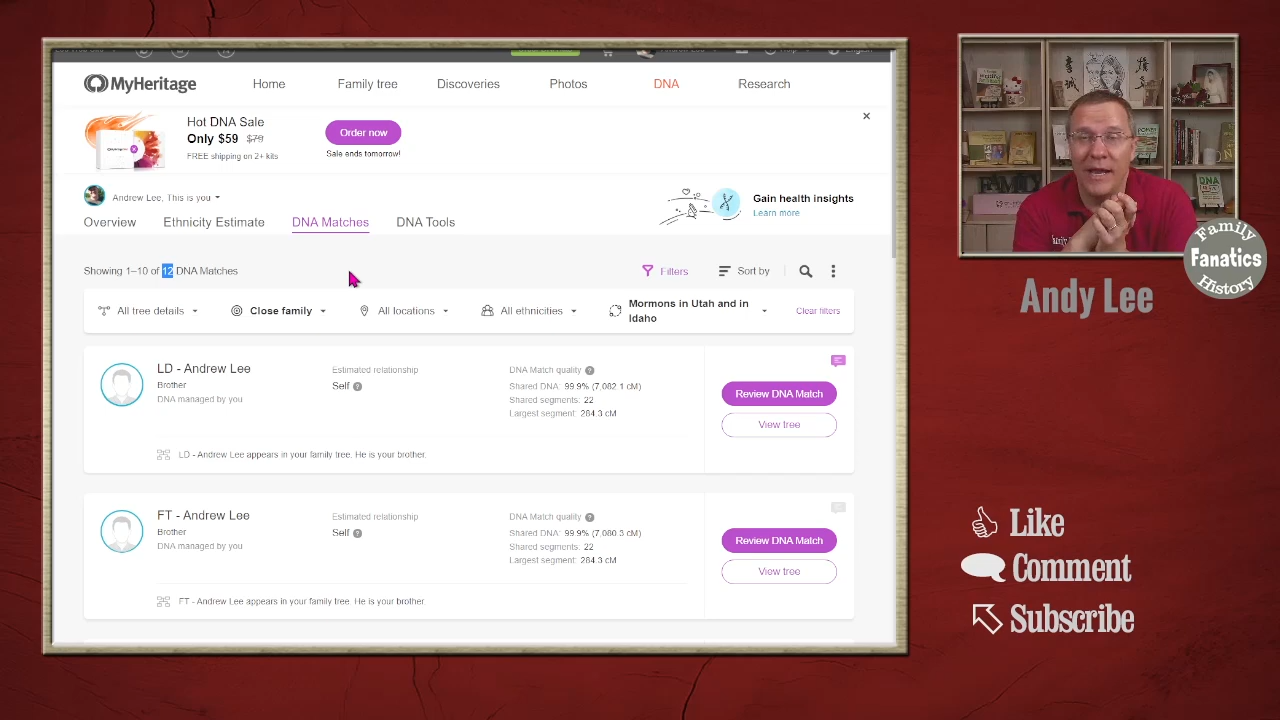 MyHeritage
Home
Family tree
Discoveries
Photos
DNA
Research
Hot DNA Sale
Only $59 $79
FREE shipping on 2+ kits
Order now
Sale ends tomorrow!
Andrew Lee, This is you
Gain health insights
Learn more
Overview
Ethnicity Estimate
DNA Matches
DNA Tools
Showing 1–10 of 12 DNA Matches
Filters
Sort by
All tree details
Close family
All locations
All ethnicities
Mormons in Utah and in
Idaho
Clear filters
LD - Andrew Lee
Brother
DNA managed by you
Estimated relationship
Self ?
DNA Match quality ?
Shared DNA: 99.9% (7,082.1 cM)
Shared segments: 22
Largest segment: 284.3 cM
Review DNA Match
View tree
LD - Andrew Lee appears in your family tree. He is your brother.
FT - Andrew Lee
Brother
DNA managed by you
Estimated relationship
Self ?
DNA Match quality ?
Shared DNA: 99.9% (7,080.3 cM)
Shared segments: 22
Largest segment: 284.3 cM
Review DNA Match
View tree
FT - Andrew Lee appears in your family tree. He is your brother.
Family
Fanatics
History
Andy Lee
Like
Comment
Subscribe